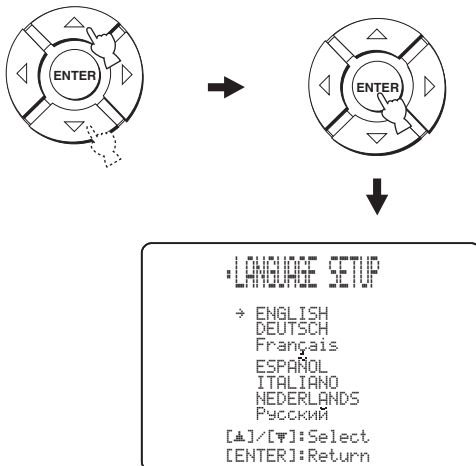 ENTER
ENTER
:LANGUAGE SETUP
→ ENGLISH
DEUTSCH
Français
ESPAÑOL
ITALIANO
NEDERLANDS
Русский
[▲]/[▼]:Select
[ENTER]:Return